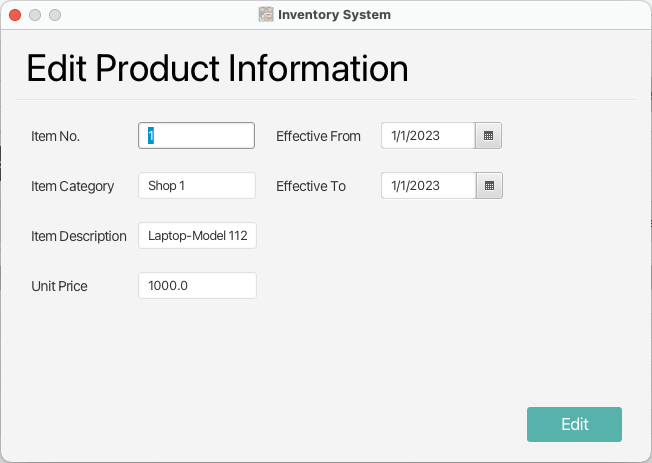 Inventory System
Edit Product Information
Item No. 1 Effective From 1/1/2023
Item Category Shop 1 Effective To 1/1/2023
Item Description Laptop-Model 112
Unit Price 1000.0
Edit